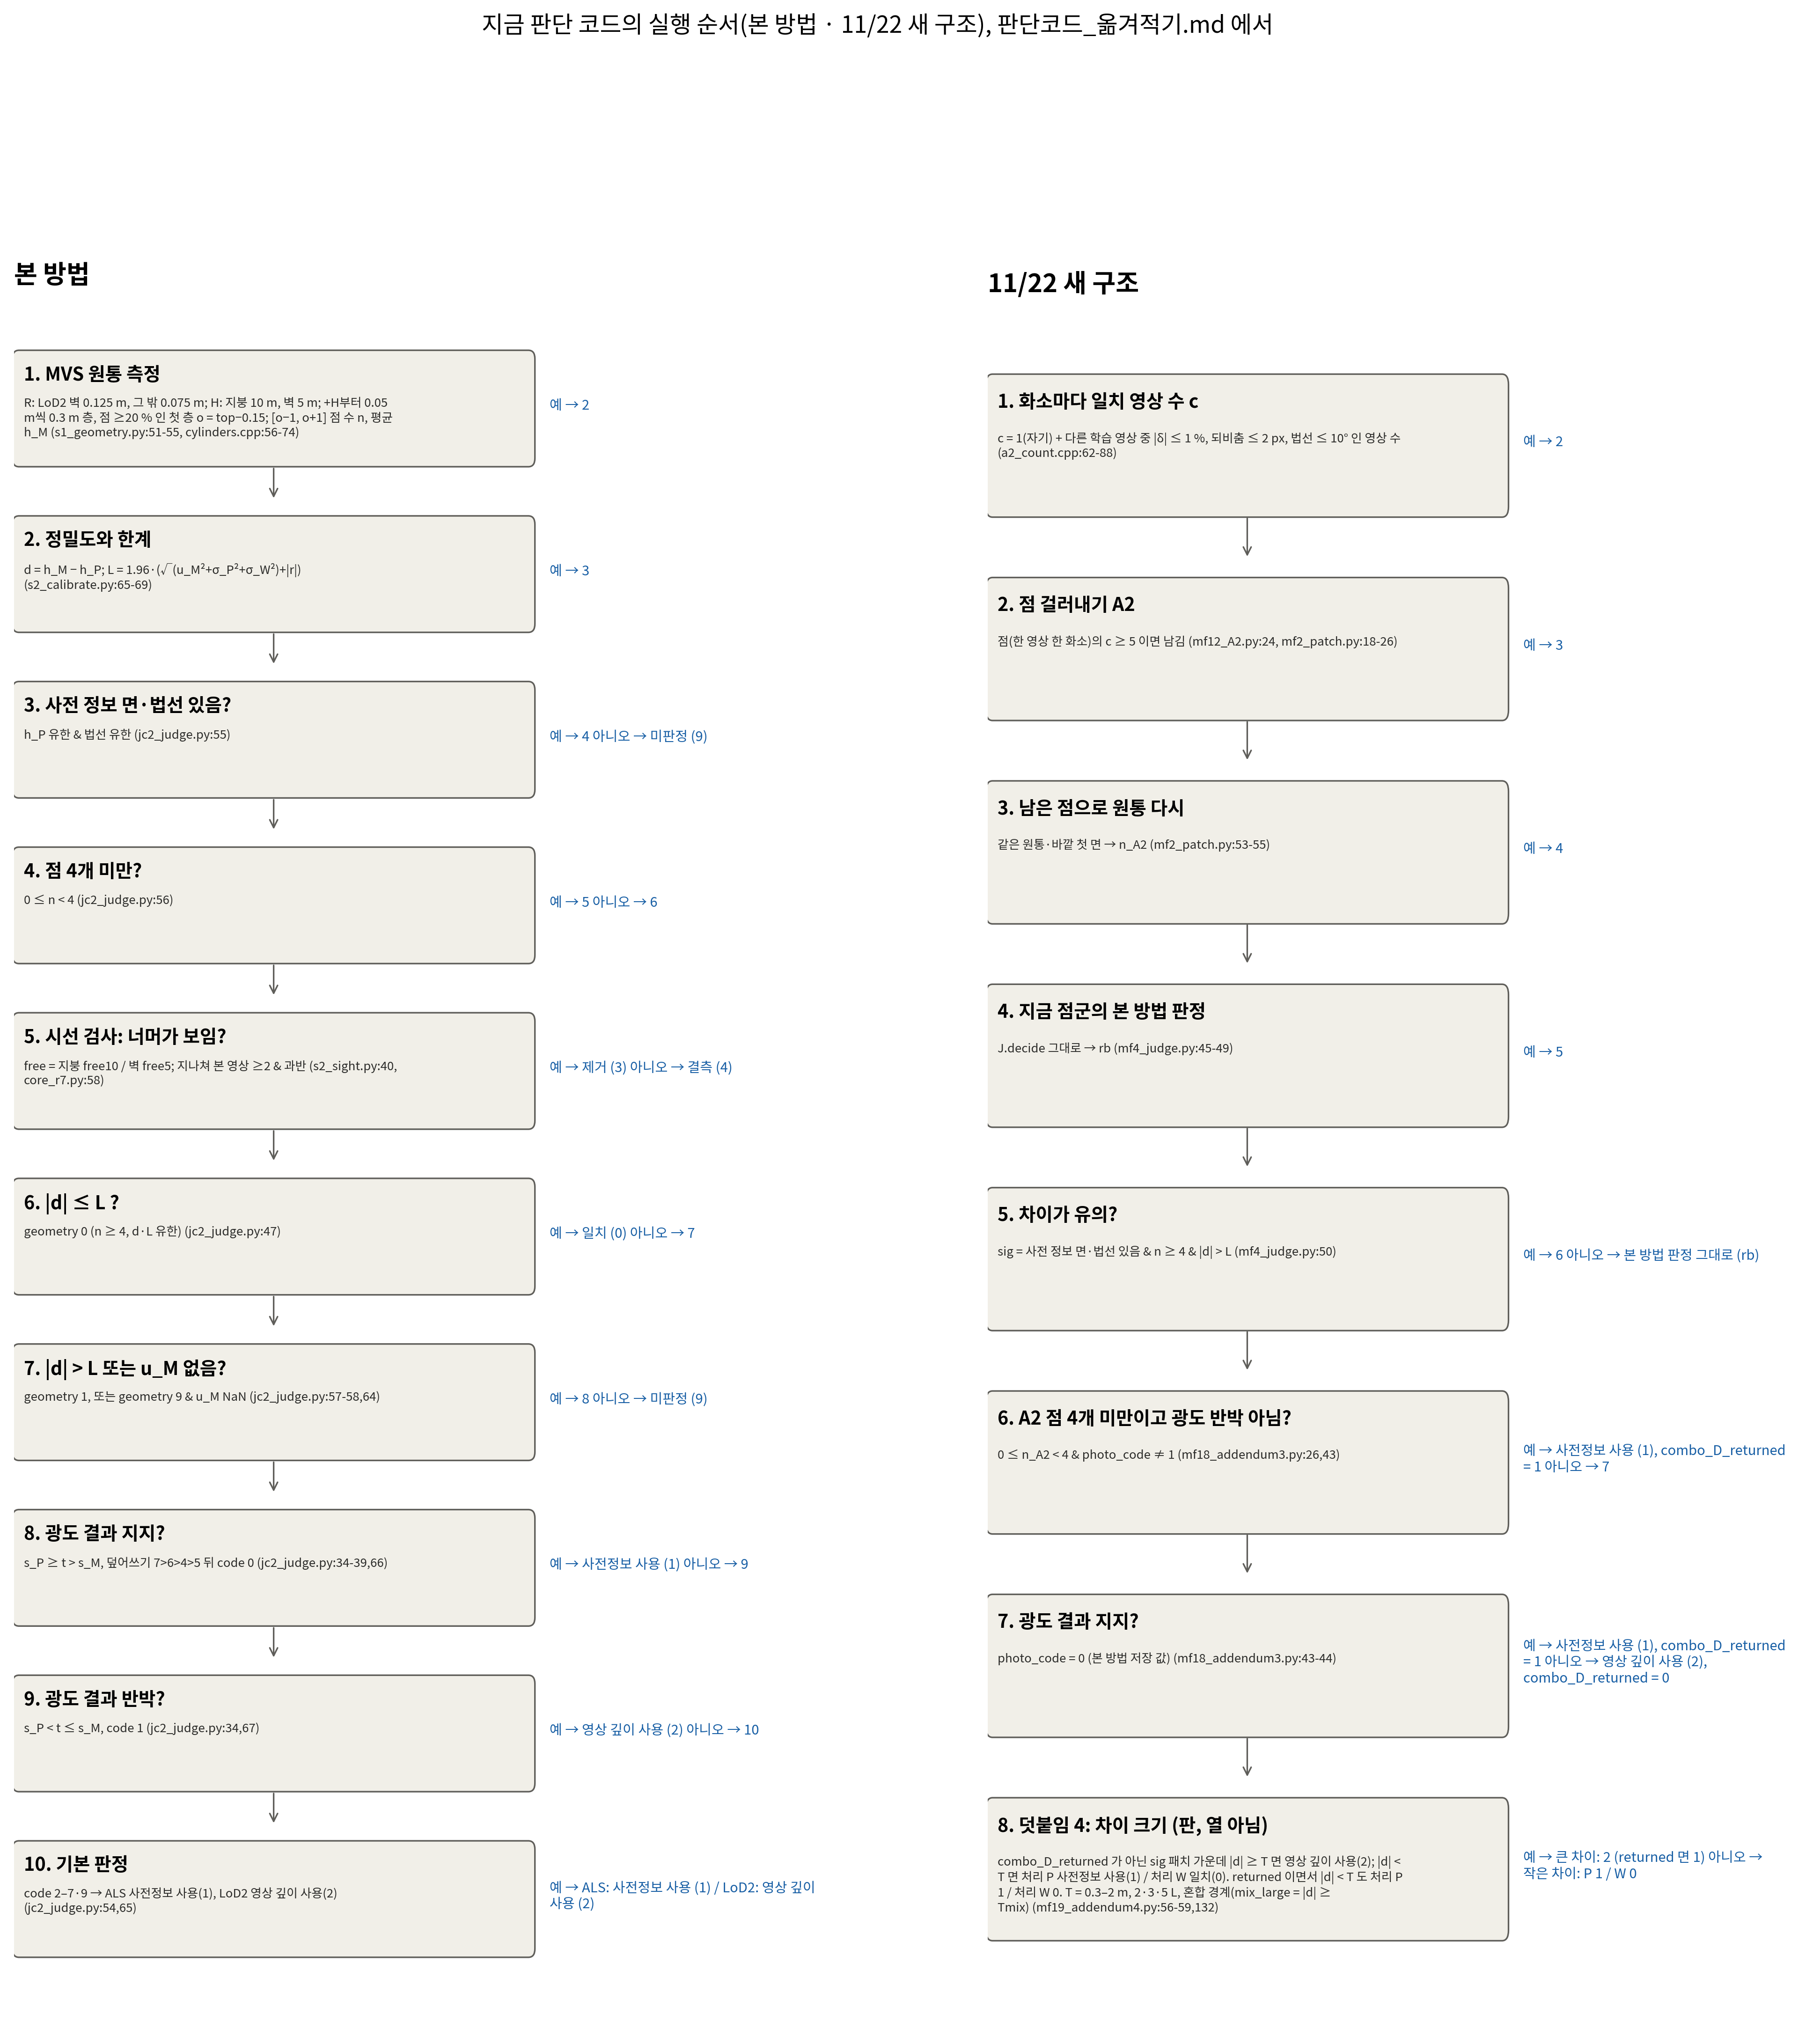 지금 판단 코드의 실행 순서(본 방법 · 11/22 새 구조), 판단코드_옮겨적기.md 에서
본 방법
1. MVS 원통 측정
R: LoD2 벽 0.125 m, 그 밖 0.075 m; H: 지붕 10 m, 벽 5 m; +H부터 0.05
m씩 0.3 m 층, 점 ≥20 % 인 첫 층 o = top−0.15; [o−1, o+1] 점 수 n, 평균
h_M (s1_geometry.py:51-55, cylinders.cpp:56-74)
예 → 2
2. 정밀도와 한계
d = h_M − h_P; L = 1.96·(√(u_M²+σ_P²+σ_W²)+|r|)
(s2_calibrate.py:65-69)
예 → 3
3. 사전 정보 면·법선 있음?
h_P 유한 & 법선 유한 (jc2_judge.py:55)
예 → 4 아니오 → 미판정 (9)
4. 점 4개 미만?
0 ≤ n < 4 (jc2_judge.py:56)
예 → 5 아니오 → 6
5. 시선 검사: 너머가 보임?
free = 지붕 free10 / 벽 free5; 지나쳐 본 영상 ≥2 & 과반 (s2_sight.py:40,
core_r7.py:58)
예 → 제거 (3) 아니오 → 결측 (4)
6. |d| ≤ L ?
geometry 0 (n ≥ 4, d·L 유한) (jc2_judge.py:47)
예 → 일치 (0) 아니오 → 7
7. |d| > L 또는 u_M 없음?
geometry 1, 또는 geometry 9 & u_M NaN (jc2_judge.py:57-58,64)
예 → 8 아니오 → 미판정 (9)
8. 광도 결과 지지?
s_P ≥ t > s_M, 덮어쓰기 7>6>4>5 뒤 code 0 (jc2_judge.py:34-39,66)
예 → 사전정보 사용 (1) 아니오 → 9
9. 광도 결과 반박?
s_P < t ≤ s_M, code 1 (jc2_judge.py:34,67)
예 → 영상 깊이 사용 (2) 아니오 → 10
10. 기본 판정
code 2–7·9 → ALS 사전정보 사용(1), LoD2 영상 깊이 사용(2)
(jc2_judge.py:54,65)
예 → ALS: 사전정보 사용 (1) / LoD2: 영상 깊이
사용 (2)
11/22 새 구조
1. 화소마다 일치 영상 수 c
c = 1(자기) + 다른 학습 영상 중 |δ| ≤ 1 %, 되비춤 ≤ 2 px, 법선 ≤ 10° 인 영상 수
(a2_count.cpp:62-88)
예 → 2
2. 점 걸러내기 A2
점(한 영상 한 화소)의 c ≥ 5 이면 남김 (mf12_A2.py:24, mf2_patch.py:18-26)
예 → 3
3. 남은 점으로 원통 다시
같은 원통·바깥 첫 면 → n_A2 (mf2_patch.py:53-55)
예 → 4
4. 지금 점군의 본 방법 판정
J.decide 그대로 → rb (mf4_judge.py:45-49)
예 → 5
5. 차이가 유의?
sig = 사전 정보 면·법선 있음 & n ≥ 4 & |d| > L (mf4_judge.py:50)
예 → 6 아니오 → 본 방법 판정 그대로 (rb)
6. A2 점 4개 미만이고 광도 반박 아님?
0 ≤ n_A2 < 4 & photo_code ≠ 1 (mf18_addendum3.py:26,43)
예 → 사전정보 사용 (1), combo_D_returned
= 1 아니오 → 7
7. 광도 결과 지지?
photo_code = 0 (본 방법 저장 값) (mf18_addendum3.py:43-44)
예 → 사전정보 사용 (1), combo_D_returned
= 1 아니오 → 영상 깊이 사용 (2),
combo_D_returned = 0
8. 덧붙임 4: 차이 크기 (판, 열 아님)
combo_D_returned 가 아닌 sig 패치 가운데 |d| ≥ T 면 영상 깊이 사용(2); |d| <
T 면 처리 P 사전정보 사용(1) / 처리 W 일치(0). returned 이면서 |d| < T 도 처리 P
1 / 처리 W 0. T = 0.3–2 m, 2·3·5 L, 혼합 경계(mix_large = |d| ≥
Tmix) (mf19_addendum4.py:56-59,132)
예 → 큰 차이: 2 (returned 면 1) 아니오 →
작은 차이: P 1 / W 0